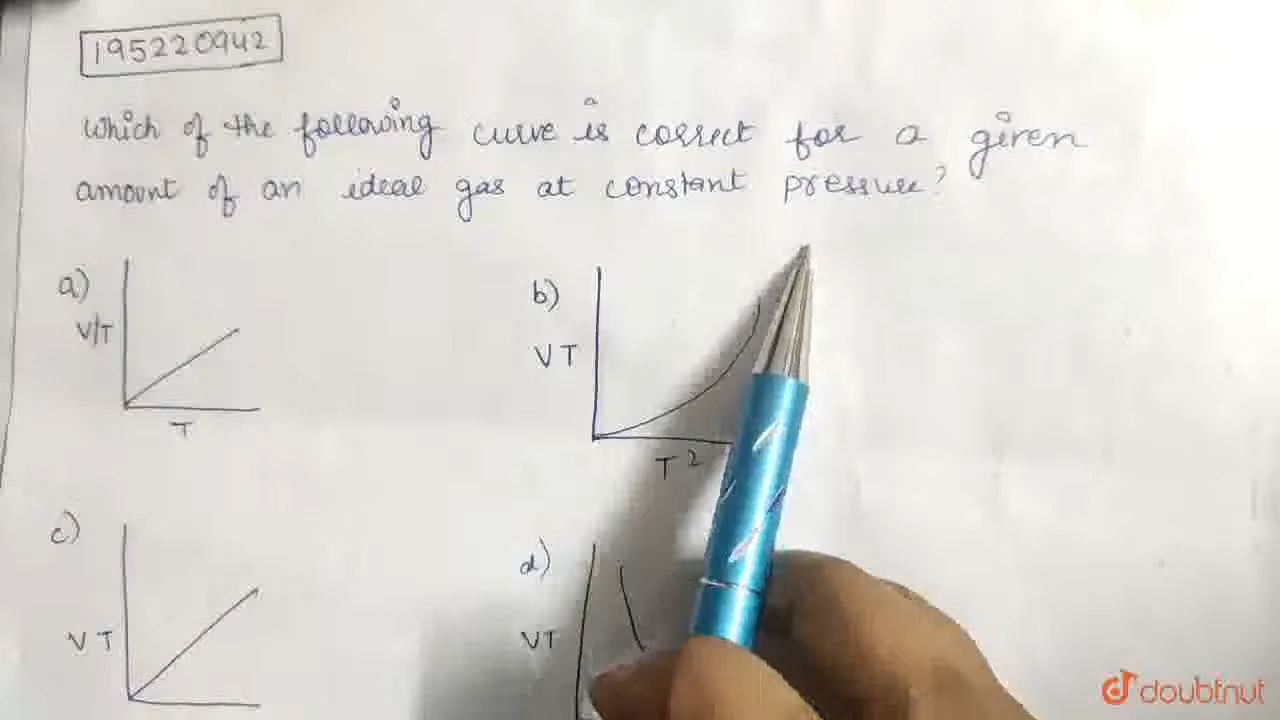 195220942
Which of the following curve is correct for a given
amount of an ideal gas at constant pressure?
a)
V/T
T
b)
VT
T2
c)
VT
d)
VT
doubtnut